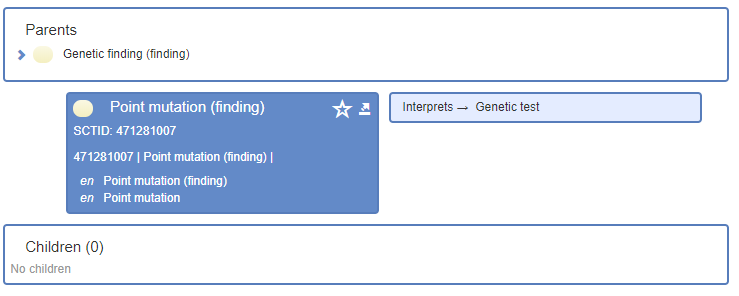 Parents
Genetic finding (finding)
Point mutation (finding)
SCTID: 471281007
471281007 | Point mutation (finding) |
en Point mutation (finding)
en Point mutation
Interprets → Genetic test
Children (0)
No children